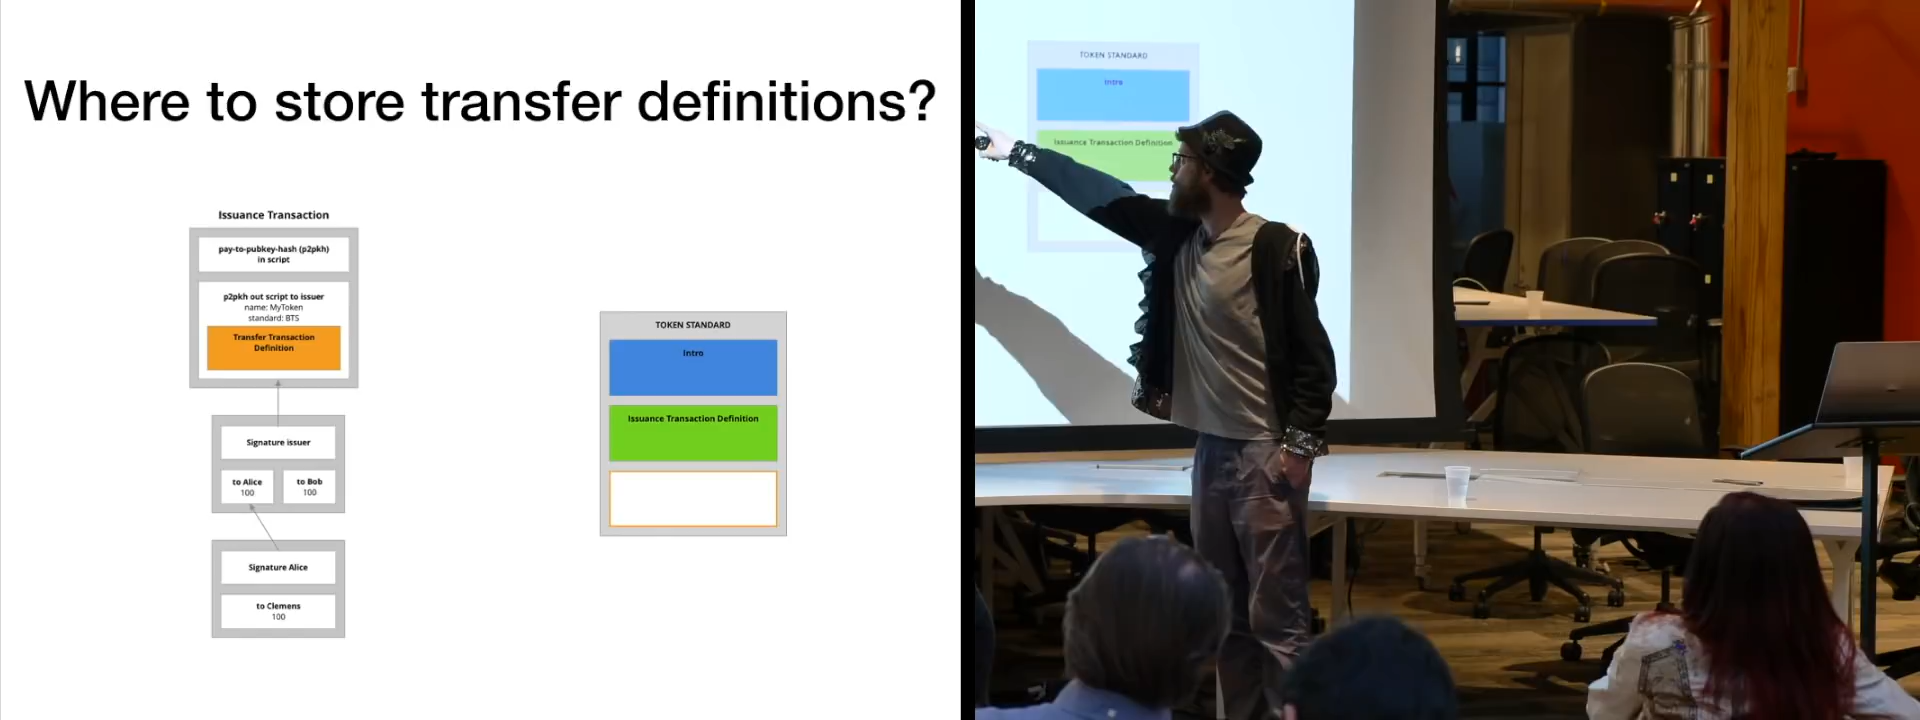 Where to store transfer definitions?
Issuance Transaction
pay-to-pubkey-hash (p2pkh)
in script
p2pkh out script to issuer
name: MyToken
standard: BTS
Transfer Transaction
Definition
Signature issuer
to Alice
100
to Bob
100
Signature Alice
to Clemens
100
TOKEN STANDARD
Intro
Issuance Transaction Definition
TOKEN STANDARD
Intro
Issuance Transaction Definition